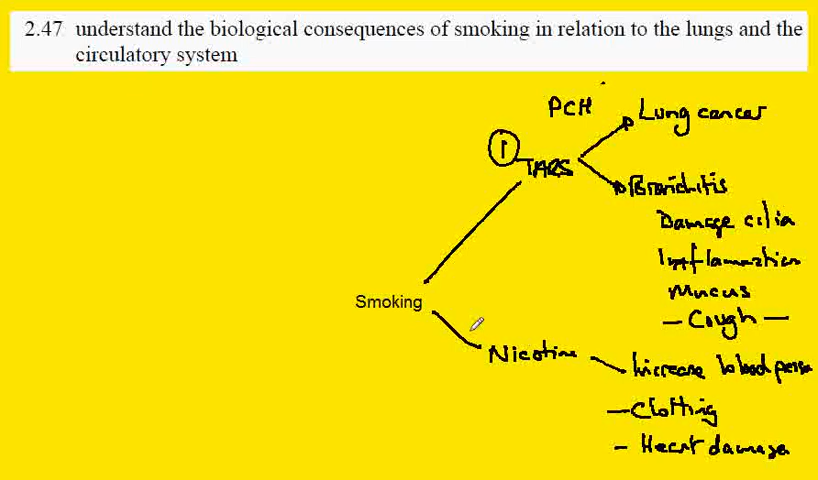 2.47 understand the biological consequences of smoking in relation to the lungs and the
circulatory system
PCH
Lung cancer
1
TARS
Bronchitis
Damage cilia
Inflammation
Mucus
Smoking
- Cough -
Nicotine
Increase blood
- Clotting
- Heart damage